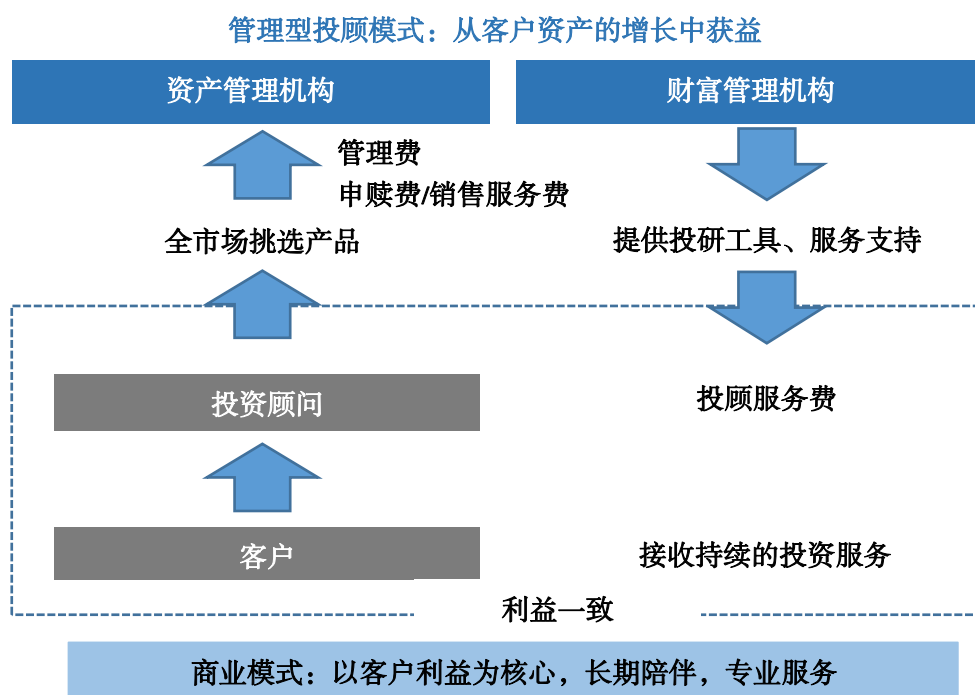 管理型投顾模式：从客户资产的增长中获益
资产管理机构
财富管理机构
管理费
申赎费/销售服务费
全市场挑选产品
提供投研工具、服务支持
投资顾问
投顾服务费
客户
接收持续的投资服务
利益一致
商业模式：以客户利益为核心，长期陪伴，专业服务